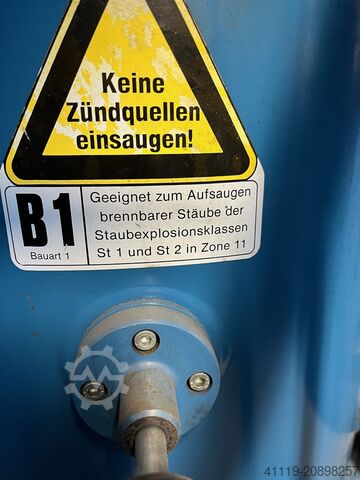 Keine
Zündquellen
einsaugen!
B1
Bauart 1
Geeignet zum Aufsaugen
brennbarer Stäube der
Staubexplosionsklassen
St 1 und St 2 in Zone 11
41119-20898257